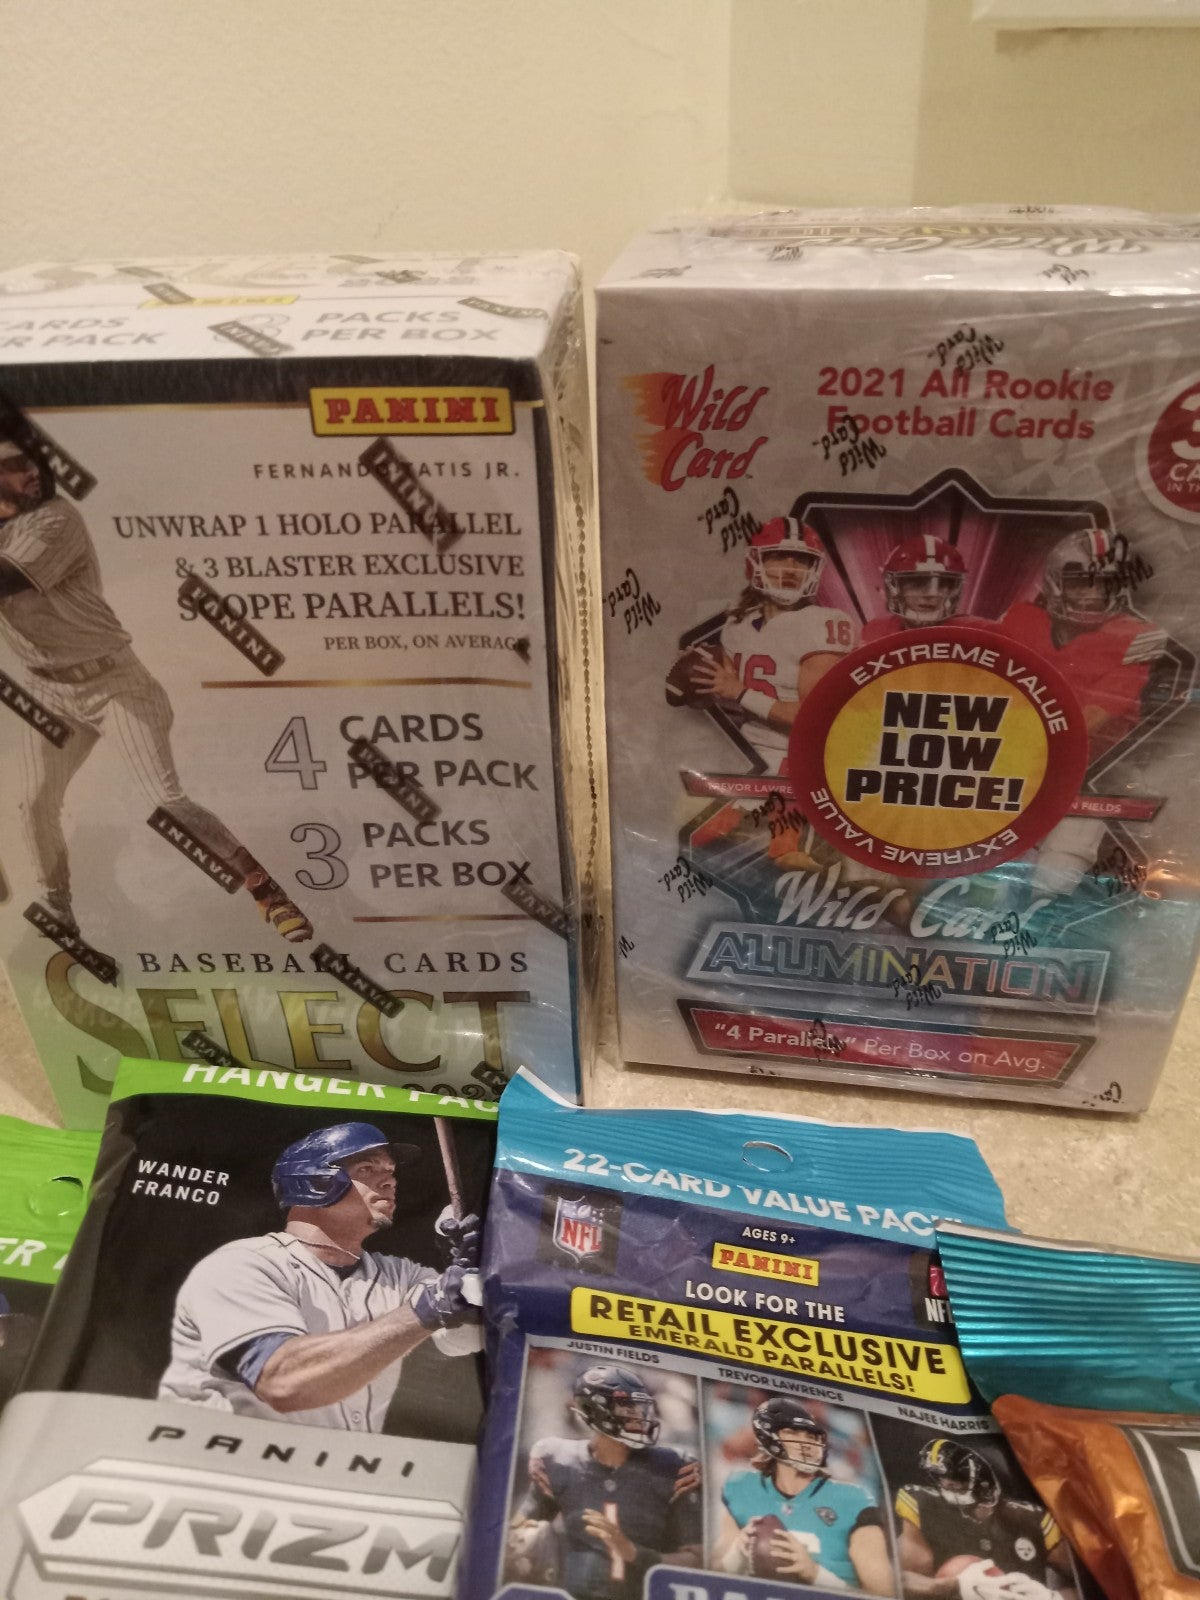 CARDS
PACK
3 PACKS
PER BOX
PANINI
FERNANDO TATIS JR.
UNWRAP 1 HOLO PARALLEL
& 3 BLASTER EXCLUSIVE
SCOPE PARALLELS!
PER BOX, ON AVERAGE
4 CARDS
PER PACK
3 PACKS
PER BOX
BASEBALL CARDS
SELECT
Wild
Card
2021 All Rookie
Football Cards
EXTREME VALUE
NEW
LOW
PRICE!
EXTREME VALUE
TREVOR LAWRE
N FIELDS
Wild Card
ALUMINATION
"4 Parallels" Per Box on Avg.
HANGER PAC
WANDER
FRANCO
PANINI
PRIZM
22-CARD VALUE PACK
NFL
AGES 9+
PANINI
LOOK FOR THE
RETAIL EXCLUSIVE
EMERALD PARALLELS!
JUSTIN FIELDS
TREVOR LAWRENCE
NAJEE HARRIS